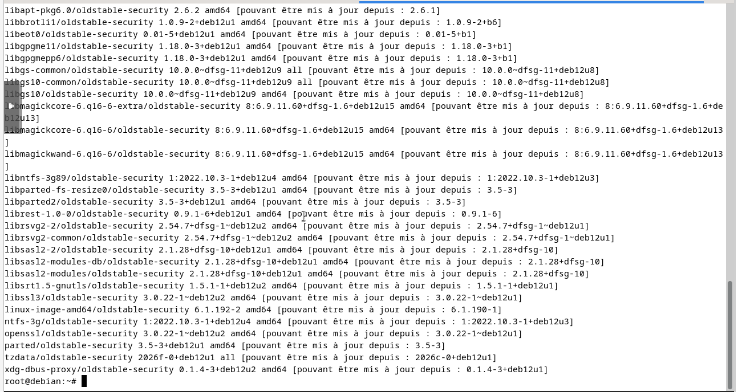 libapt-pkg6.0/oldstable-security 2.6.2 amd64 [pouvant être mis à jour depuis : 2.6.1]
libbrotli1/oldstable-security 1.0.9-2+deb12u1 amd64 [pouvant être mis à jour depuis : 1.0.9-2+b6]
libeot0/oldstable-security 0.01-5+deb12u1 amd64 [pouvant être mis à jour depuis : 0.01-5+b1]
libgpgme11/oldstable-security 1.18.0-3+deb12u1 amd64 [pouvant être mis à jour depuis : 1.18.0-3+b1]
libgpgmepp6/oldstable-security 1.18.0-3+deb12u1 amd64 [pouvant être mis à jour depuis : 1.18.0-3+b1]
libgs-common/oldstable-security 10.0.0~dfsg-11+deb12u9 all [pouvant être mis à jour depuis : 10.0.0~dfsg-11+deb12u8]
libgs10-common/oldstable-security 10.0.0~dfsg-11+deb12u9 all [pouvant être mis à jour depuis : 10.0.0~dfsg-11+deb12u8]
libgs10/oldstable-security 10.0.0~dfsg-11+deb12u9 amd64 [pouvant être mis à jour depuis : 10.0.0~dfsg-11+deb12u8]
libmagickcore-6.q16-6-extra/oldstable-security 8:6.9.11.60+dfsg-1.6+deb12u15 amd64 [pouvant être mis à jour depuis : 8:6.9.11.60+dfsg-1.6+de
b12u13]
libmagickcore-6.q16-6/oldstable-security 8:6.9.11.60+dfsg-1.6+deb12u15 amd64 [pouvant être mis à jour depuis : 8:6.9.11.60+dfsg-1.6+deb12u13
]
libmagickwand-6.q16-6/oldstable-security 8:6.9.11.60+dfsg-1.6+deb12u15 amd64 [pouvant être mis à jour depuis : 8:6.9.11.60+dfsg-1.6+deb12u13
]
libntfs-3g89/oldstable-security 1:2022.10.3-1+deb12u4 amd64 [pouvant être mis à jour depuis : 1:2022.10.3-1+deb12u3]
libparted-fs-resize0/oldstable-security 3.5-3+deb12u1 amd64 [pouvant être mis à jour depuis : 3.5-3]
libparted2/oldstable-security 3.5-3+deb12u1 amd64 [pouvant être mis à jour depuis : 3.5-3]
librest-1.0-0/oldstable-security 0.9.1-6+deb12u1 amd64 [pouvant être mis à jour depuis : 0.9.1-6]
librsvg2-2/oldstable-security 2.54.7+dfsg-1~deb12u2 amd64 [pouvant être mis à jour depuis : 2.54.7+dfsg-1~deb12u1]
librsvg2-common/oldstable-security 2.54.7+dfsg-1~deb12u2 amd64 [pouvant être mis à jour depuis : 2.54.7+dfsg-1~deb12u1]
libsasl2-2/oldstable-security 2.1.28+dfsg-10+deb12u1 amd64 [pouvant être mis à jour depuis : 2.1.28+dfsg-10]
libsasl2-modules-db/oldstable-security 2.1.28+dfsg-10+deb12u1 amd64 [pouvant être mis à jour depuis : 2.1.28+dfsg-10]
libsasl2-modules/oldstable-security 2.1.28+dfsg-10+deb12u1 amd64 [pouvant être mis à jour depuis : 2.1.28+dfsg-10]
libsrt1.5-gnutls/oldstable-security 1.5.1-1+deb12u2 amd64 [pouvant être mis à jour depuis : 1.5.1-1+deb12u1]
libssl3/oldstable-security 3.0.22-1~deb12u2 amd64 [pouvant être mis à jour depuis : 3.0.22-1~deb12u1]
linux-image-amd64/oldstable-security 6.1.192-2 amd64 [pouvant être mis à jour depuis : 6.1.190-1]
ntfs-3g/oldstable-security 1:2022.10.3-1+deb12u4 amd64 [pouvant être mis à jour depuis : 1:2022.10.3-1+deb12u3]
openssl/oldstable-security 3.0.22-1~deb12u2 amd64 [pouvant être mis à jour depuis : 3.0.22-1~deb12u1]
parted/oldstable-security 3.5-3+deb12u1 amd64 [pouvant être mis à jour depuis : 3.5-3]
tzdata/oldstable-security 2026f-0+deb12u1 all [pouvant être mis à jour depuis : 2026c-0+deb12u1]
xdg-dbus-proxy/oldstable-security 0.1.4-3+deb12u2 amd64 [pouvant être mis à jour depuis : 0.1.4-3+deb12u1]
root@debian:~#